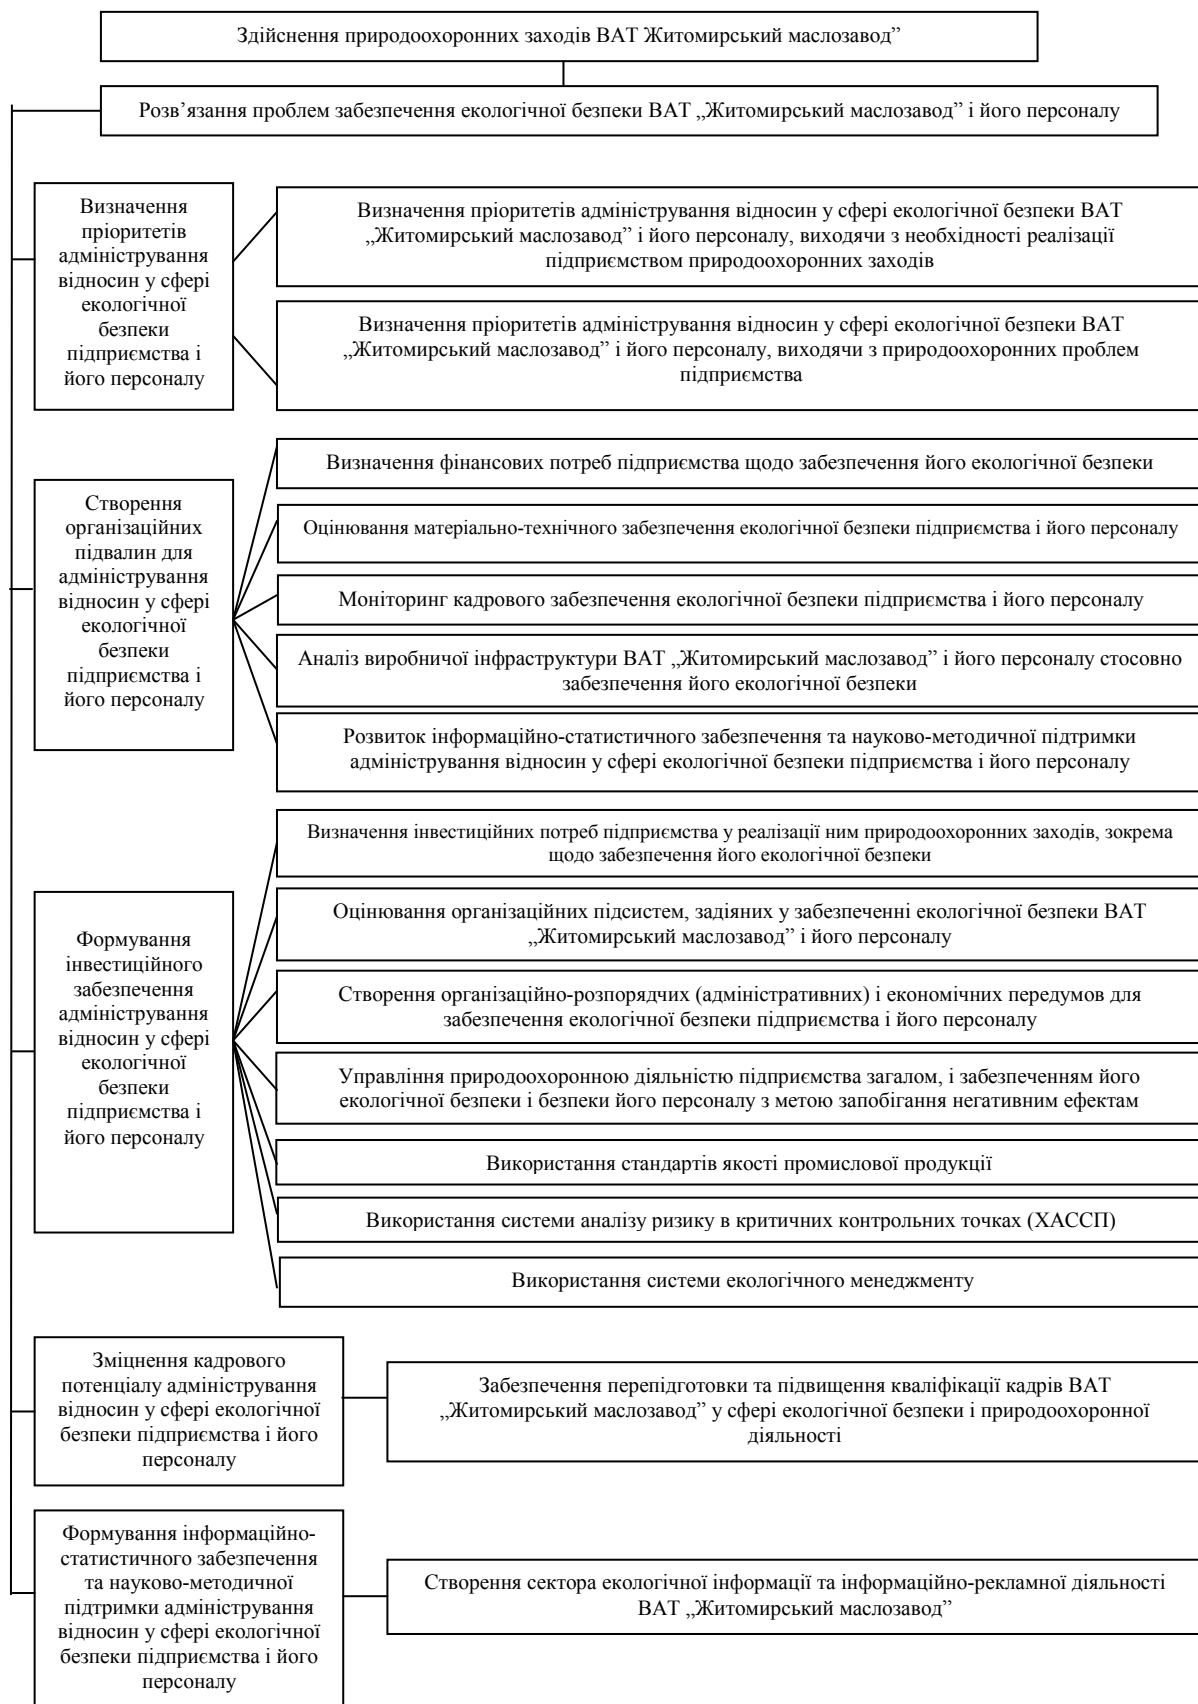 Здійснення природоохоронних заходів ВАТ Житомирський маслозавод”
Розв’язання проблем забезпечення екологічної безпеки ВАТ „Житомирський маслозавод” і його персоналу
Визначення
пріоритетів
адміністрування
відносин у сфері
екологічної
безпеки
підприємства і
його персоналу
Визначення пріоритетів адміністрування відносин у сфері екологічної безпеки ВАТ
„Житомирський маслозавод” і його персоналу, виходячи з необхідності реалізації
підприємством природоохоронних заходів
Визначення пріоритетів адміністрування відносин у сфері екологічної безпеки ВАТ
„Житомирський маслозавод” і його персоналу, виходячи з природоохоронних проблем
підприємства
Створення
організаційних
підвалин для
адміністрування
відносин у сфері
екологічної
безпеки
підприємства і
його персоналу
Визначення фінансових потреб підприємства щодо забезпечення його екологічної безпеки
Оцінювання матеріально-технічного забезпечення екологічної безпеки підприємства і його персоналу
Моніторинг кадрового забезпечення екологічної безпеки підприємства і його персоналу
Аналіз виробничої інфраструктури ВАТ „Житомирський маслозавод” і його персоналу стосовно
забезпечення його екологічної безпеки
Розвиток інформаційно-статистичного забезпечення та науково-методичної підтримки
адміністрування відносин у сфері екологічної безпеки підприємства і його персоналу
Формування
інвестиційного
забезпечення
адміністрування
відносин у сфері
екологічної
безпеки
підприємства і
його персоналу
Визначення інвестиційних потреб підприємства у реалізації ним природоохоронних заходів, зокрема
щодо забезпечення його екологічної безпеки
Оцінювання організаційних підсистем, задіяних у забезпеченні екологічної безпеки ВАТ
„Житомирський маслозавод” і його персоналу
Створення організаційно-розпорядчих (адміністративних) і економічних передумов для
забезпечення екологічної безпеки підприємства і його персоналу
Управління природоохоронною діяльністю підприємства загалом, і забезпеченням його
екологічної безпеки і безпеки його персоналу з метою запобігання негативним ефектам
Використання стандартів якості промислової продукції
Використання системи аналізу ризику в критичних контрольних точках (ХАССП)
Використання системи екологічного менеджменту
Зміцнення кадрового
потенціалу адміністрування
відносин у сфері екологічної
безпеки підприємства і його
персоналу
Забезпечення перепідготовки та підвищення кваліфікації кадрів ВАТ
„Житомирський маслозавод” у сфері екологічної безпеки і природоохоронної
діяльності
Формування інформаційно-
статистичного забезпечення
та науково-методичної
підтримки адміністрування
відносин у сфері екологічної
безпеки підприємства і його
персоналу
Створення сектора екологічної інформації та інформаційно-рекламної діяльності
ВАТ „Житомирський маслозавод”